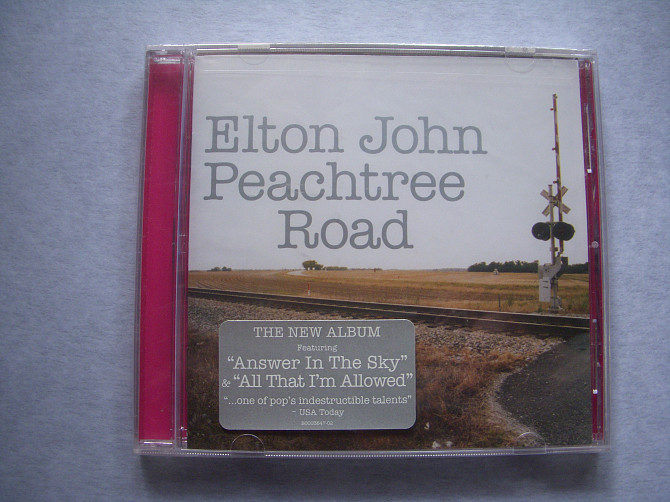 Elton John
Peachtree
Road
THE NEW ALBUM
Featuring
“Answer In The Sky”
& “All That I’m Allowed”
“...one of pop’s indestructible talents”
– USA Today